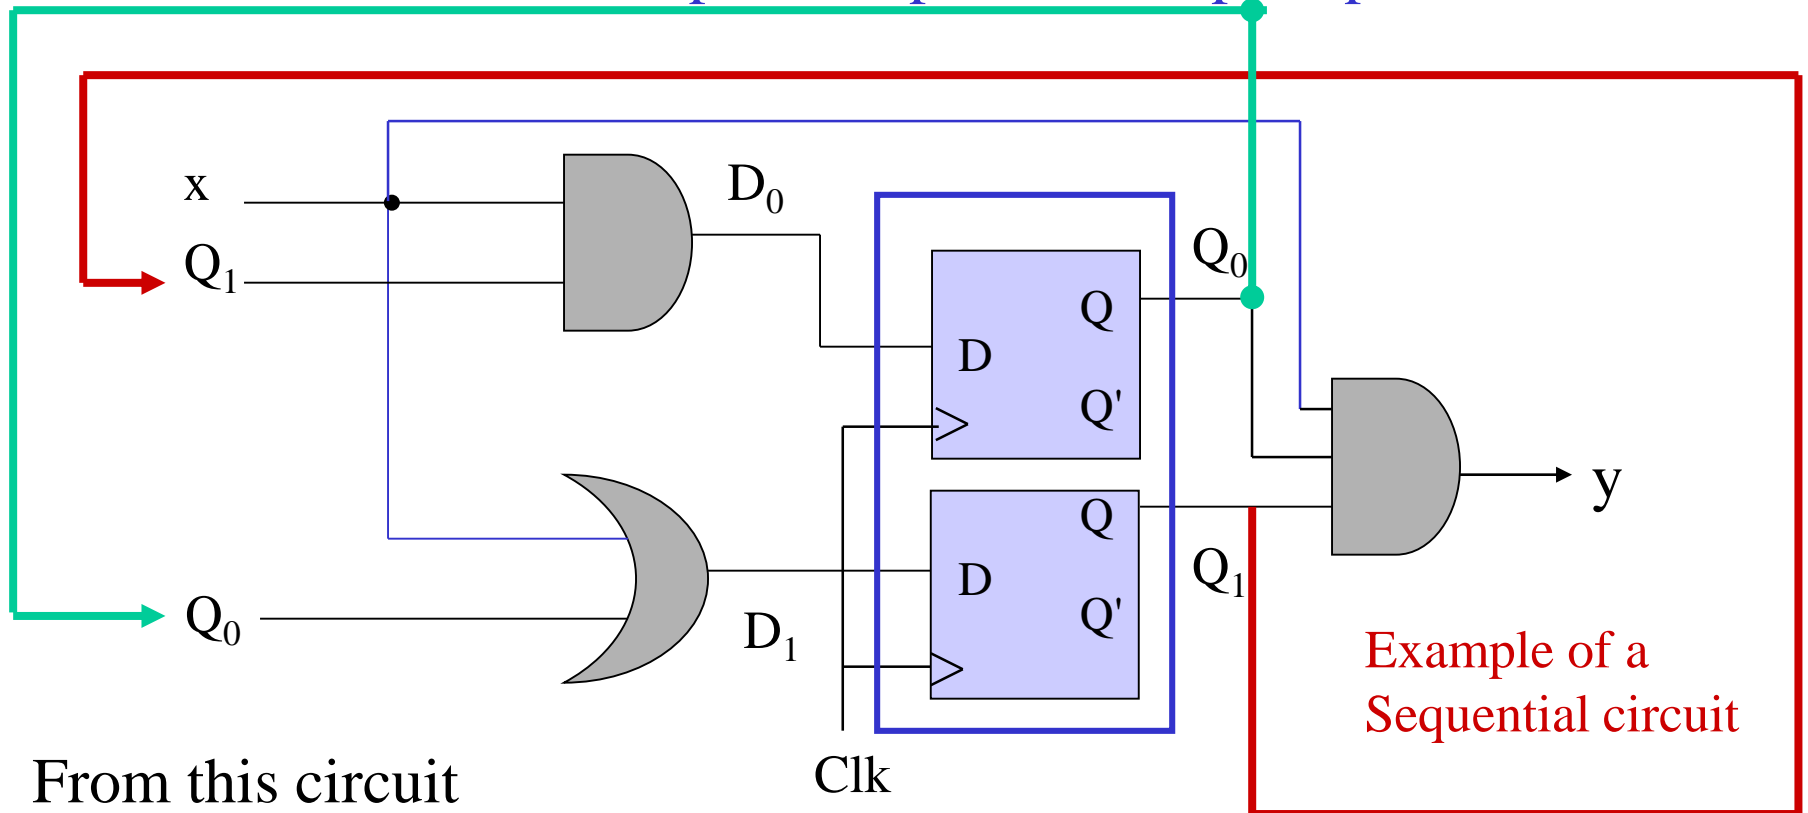 x
D₀
Q₁
Q₀
Q
D
Q'
Q
D
Q'
y
Q₁
Q₀
D₁
Example of a
Sequential circuit
Clk
From this circuit